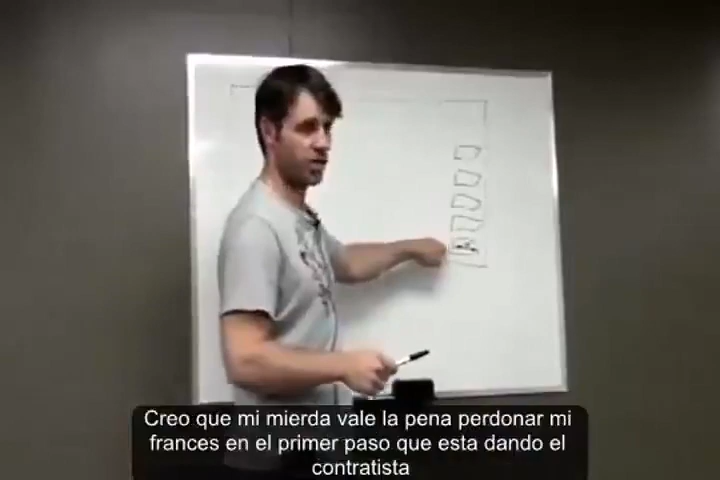 Creo que mi mierda vale la pena perdonar mi
frances en el primer paso que esta dando el
contratista